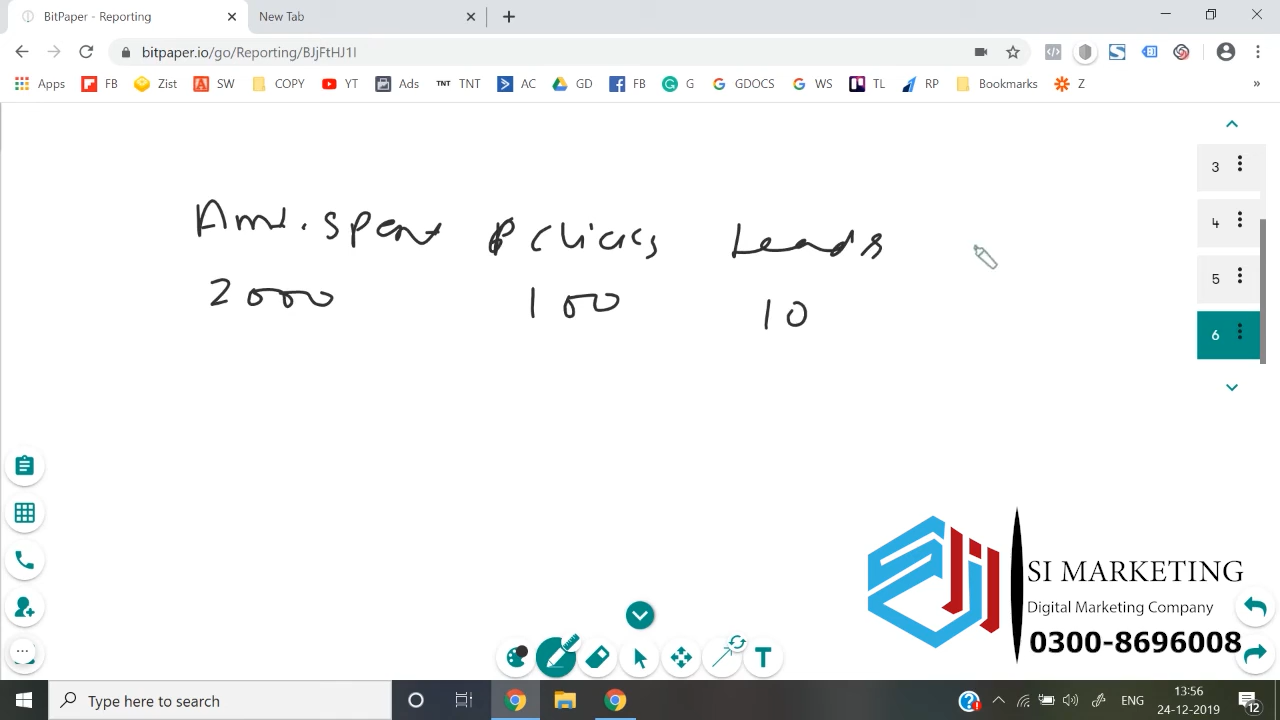 BitPaper - Reporting
New Tab
bitpaper.io/go/Reporting/BJjFtHJ1I
Apps FB Zist SW COPY YT Ads TNT TNT AC GD FB G GDOCS WS TL RP Bookmarks Z »
Amt. spent clicks Leads
2000 100 10
3
4
5
6
SI MARKETING
Digital Marketing Company
0300-8696008
T
Type here to search
ENG
13:56
24-12-2019
12